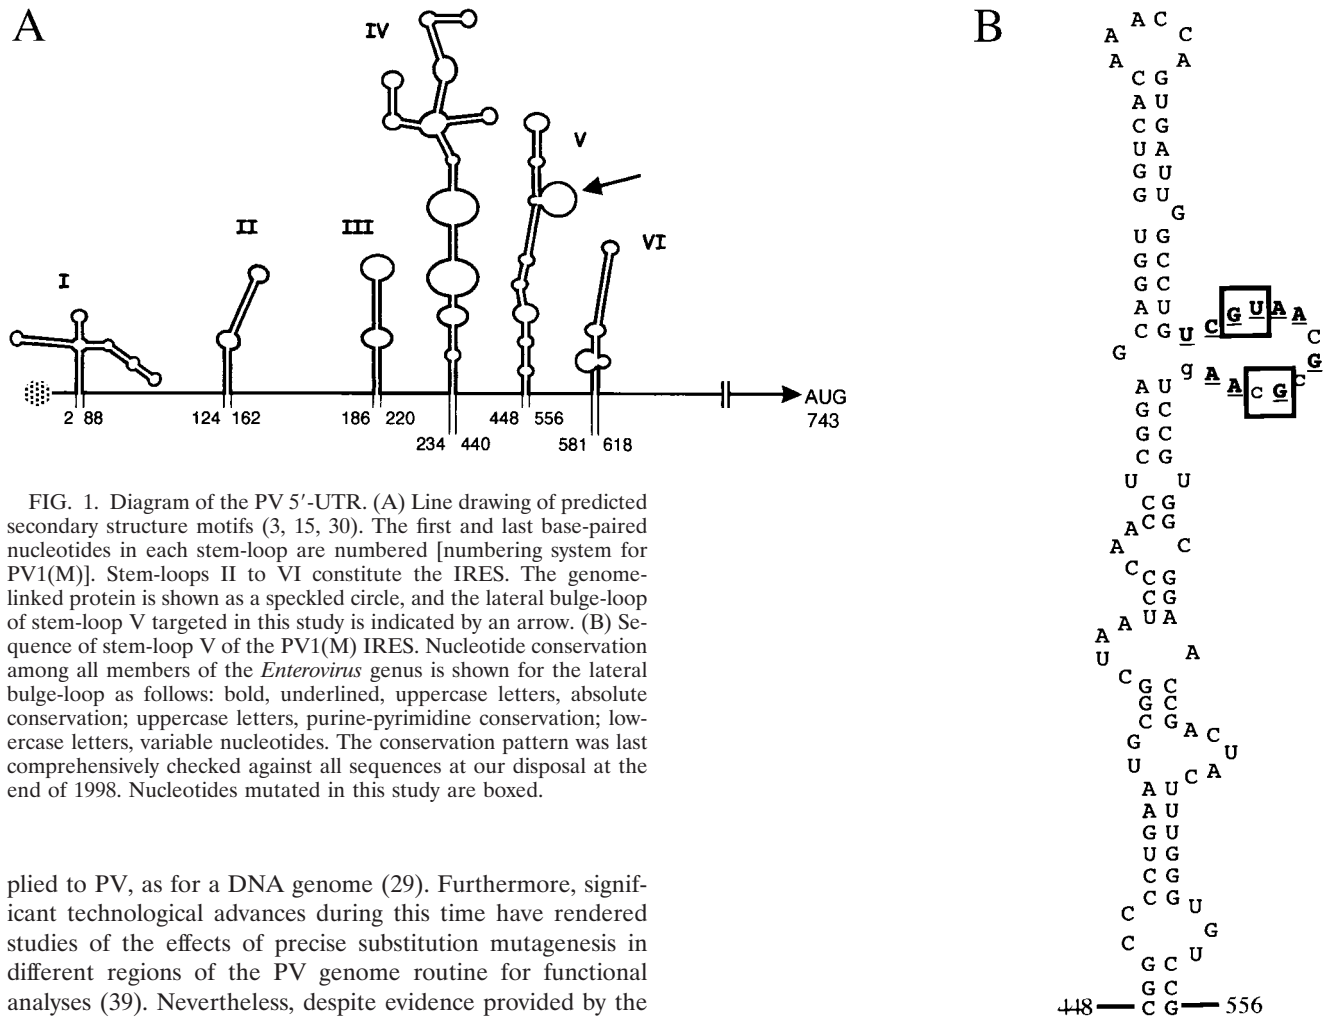 A
IV
V
II
III
VI
I
AUG
743
2 88
124 162
186 220
234 440
448 556
581 618
FIG. 1. Diagram of the PV 5′-UTR. (A) Line drawing of predicted
secondary structure motifs (3, 15, 30). The first and last base-paired
nucleotides in each stem-loop are numbered [numbering system for
PV1(M)]. Stem-loops II to VI constitute the IRES. The genome-
linked protein is shown as a speckled circle, and the lateral bulge-loop
of stem-loop V targeted in this study is indicated by an arrow. (B) Se-
quence of stem-loop V of the PV1(M) IRES. Nucleotide conservation
among all members of the Enterovirus genus is shown for the lateral
bulge-loop as follows: bold, underlined, uppercase letters, absolute
conservation; uppercase letters, purine-pyrimidine conservation; low-
ercase letters, variable nucleotides. The conservation pattern was last
comprehensively checked against all sequences at our disposal at the
end of 1998. Nucleotides mutated in this study are boxed.
plied to PV, as for a DNA genome (29). Furthermore, signif-
icant technological advances during this time have rendered
studies of the effects of precise substitution mutagenesis in
different regions of the PV genome routine for functional
analyses (39). Nevertheless, despite evidence provided by the
B
A C
A C
A A
C G
A U
C G
U A
G U
G U
G
U G
G C
G C
A U
C G
U C G U A A
C
G
G
g A A C G C
A U
G C
G C
C G
U U
C G
C G
A
A C
C
C G
C G
U A
A
A
U A
C
G C
G C
C G
G A C
U
U C A
A U
A U
G U
U G
C G
C G
C U
C G
U
G C
G C
C G
448 556